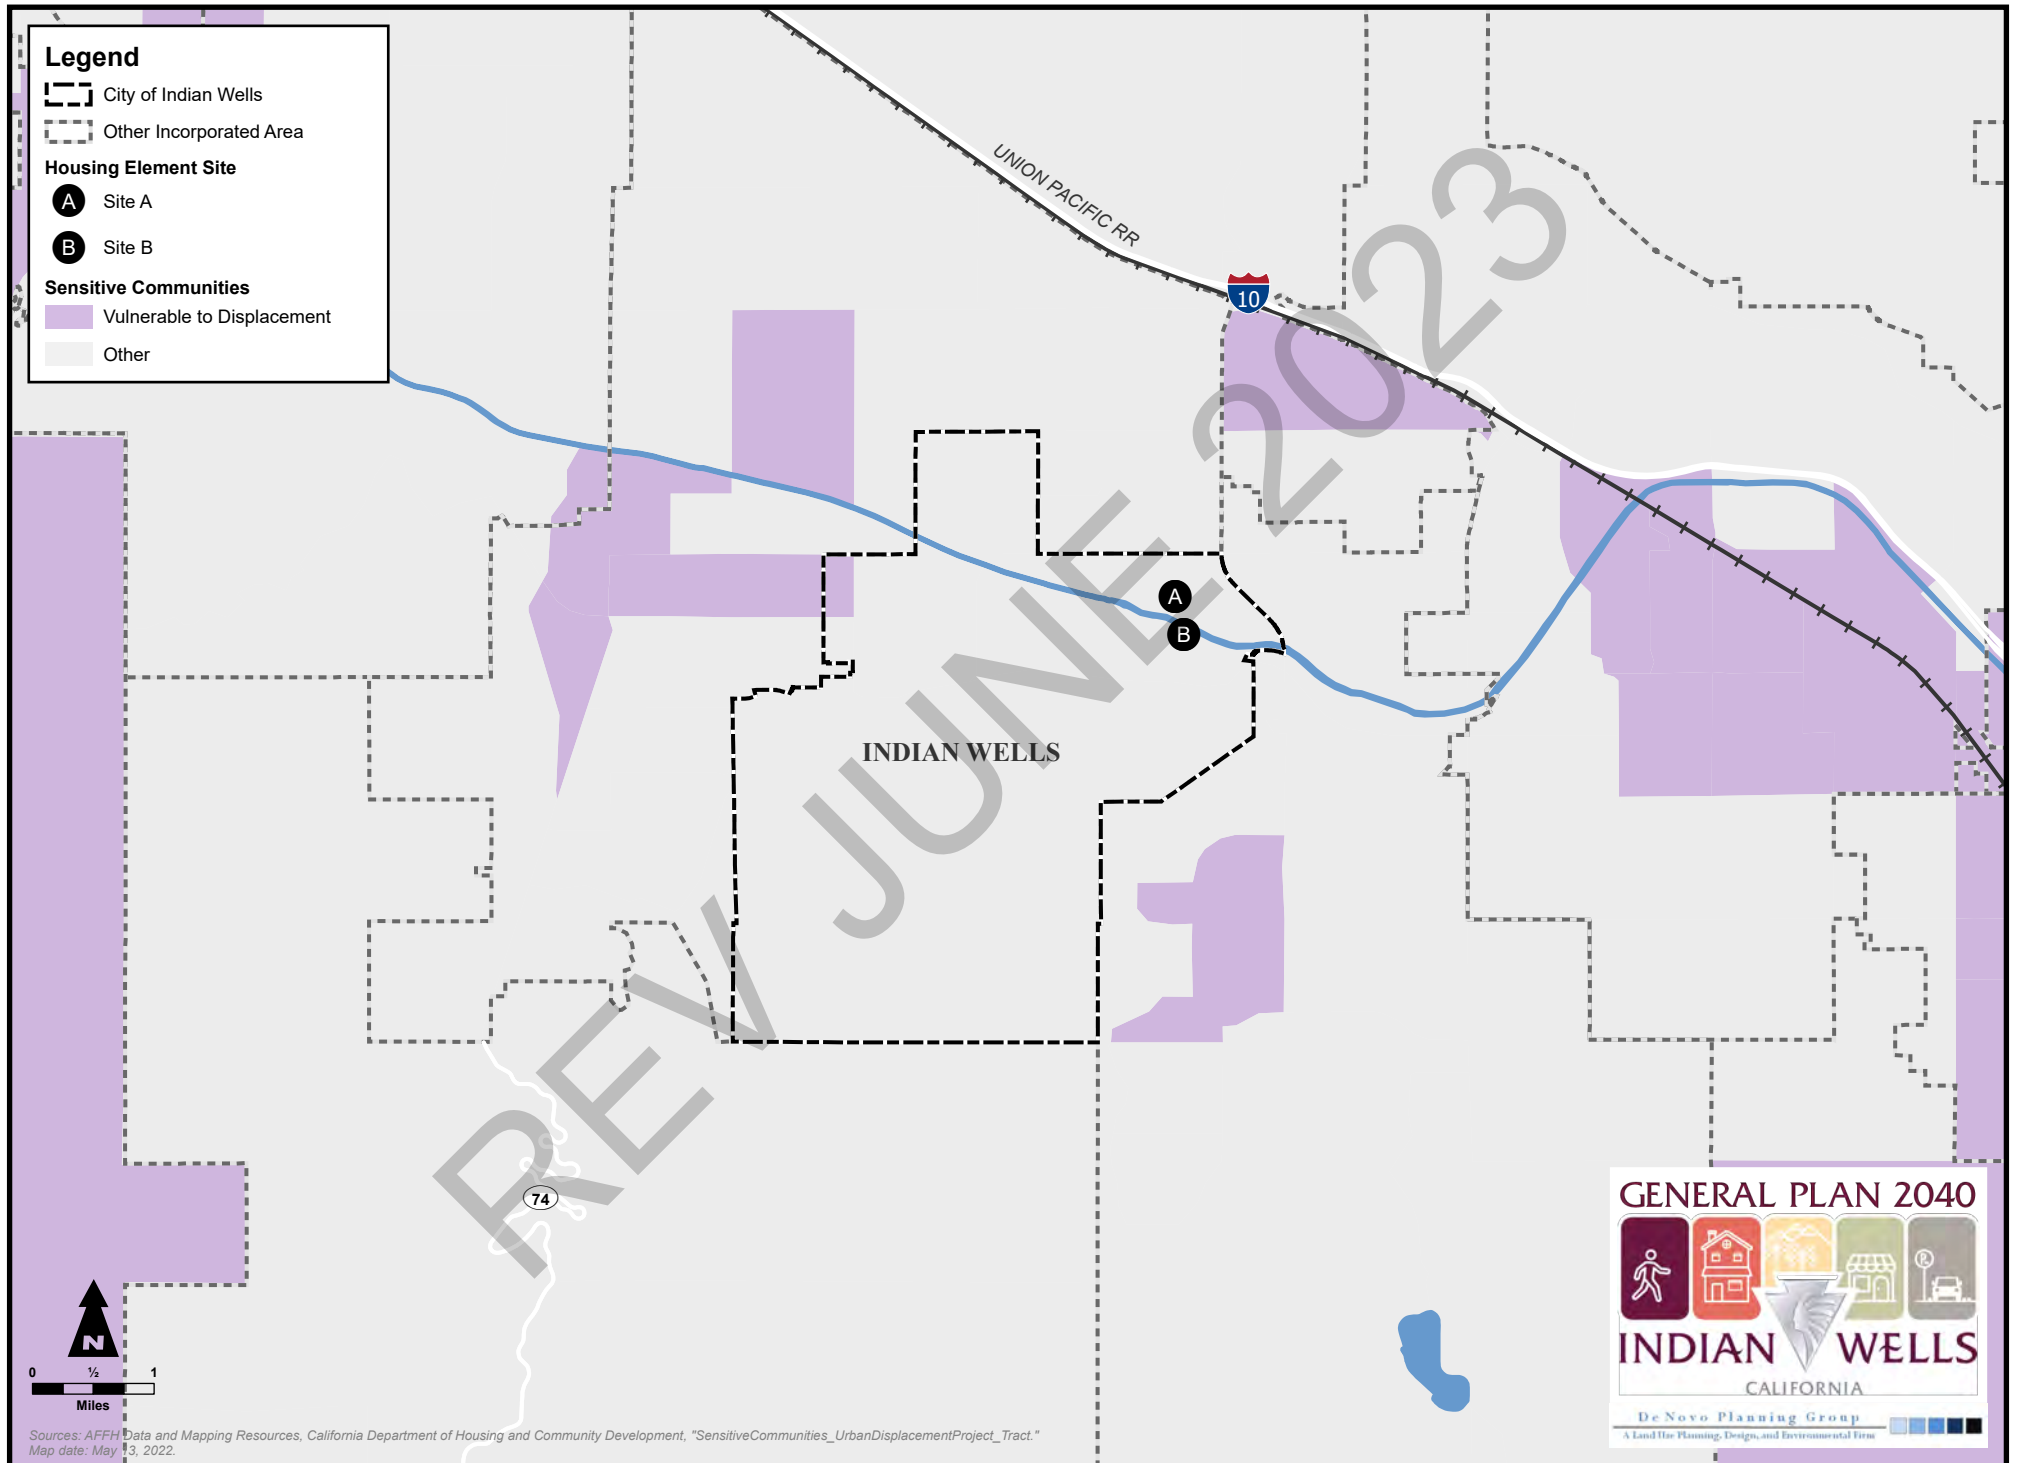 Legend
City of Indian Wells
Other Incorporated Area
Housing Element Site
A Site A
B Site B
Sensitive Communities
Vulnerable to Displacement
Other
UNION PACIFIC RR
10
A
B
INDIAN WELLS
REV JUNE 2023
74
N
0 ½ 1
Miles
Sources: AFFH Data and Mapping Resources, California Department of Housing and Community Development, "SensitiveCommunities_UrbanDisplacementProject_Tract."
Map date: May 13, 2022.
GENERAL PLAN 2040
P
INDIAN WELLS
CALIFORNIA
De Novo Planning Group
A Land Use Planning, Design, and Environmental Firm